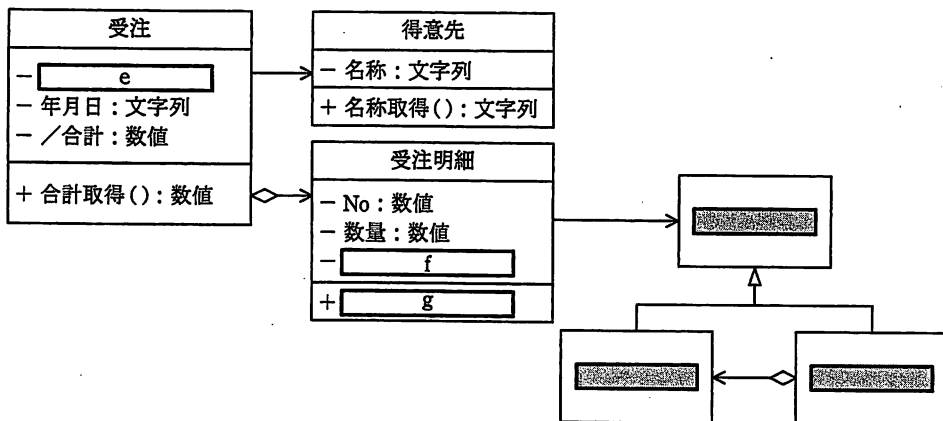 受注
- e
- 年月日：文字列
- ／合計：数値
+ 合計取得()：数値
得意先
- 名称：文字列
+ 名称取得()：文字列
受注明細
- No：数値
- 数量：数値
- f
+ g